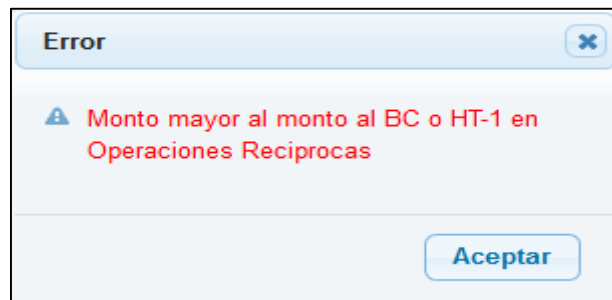 Error
Monto mayor al monto al BC o HT-1 en
Operaciones Reciprocas
Aceptar